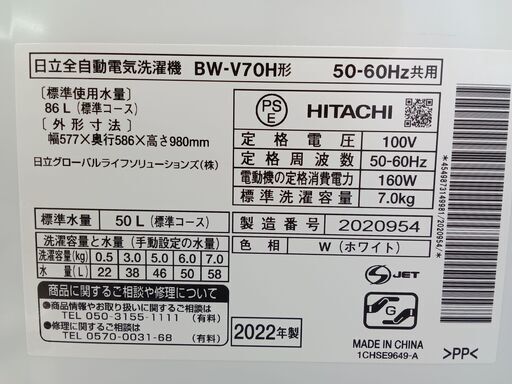 日立全自動電気洗濯機 BW-V70H形 50-60Hz共用
[標準使用水量]
86L(標準コース)
[外形寸法]
幅577×奥行586×高さ980mm
日立グローバルライフソリューションズ(株)
PS
E
HITACHI
定格電圧 100V
定格周波数 50-60Hz
電動機の定格消費電力 160W
標準洗濯容量 7.0kg
標準水量 50L(標準コース)
製造番号 2020954
洗濯容量と水量(手動設定の水量)
洗濯容量(kg) 0.5 3.0 5.0 6.0 7.0
水量(L) 22 38 46 50 58
色相 W(ホワイト)
商品に関するご相談や修理について
●商品情報やお取り扱いに関するご相談
TEL 050-3155-1111(有料)
●修理に関するご相談
TEL 0570-0031-68(有料)
2022年製
S JET
G
MADE IN CHINA
1CHSE9649-A
>PP<
*4549873149981/2020954/*